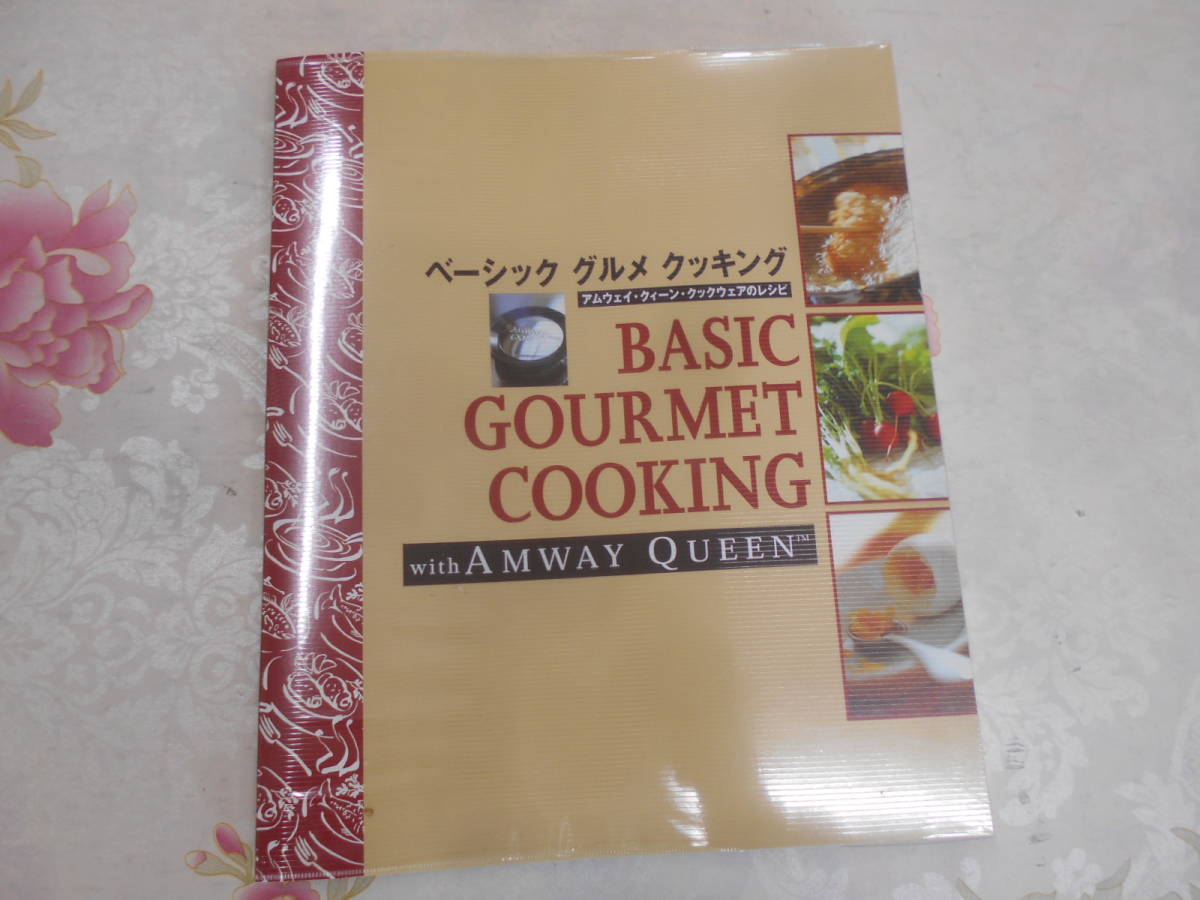 ベーシック グルメ クッキング
アムウェイ・クィーン・クックウェアのレシピ
BASIC
GOURMET
COOKING
with AMWAY QUEEN™